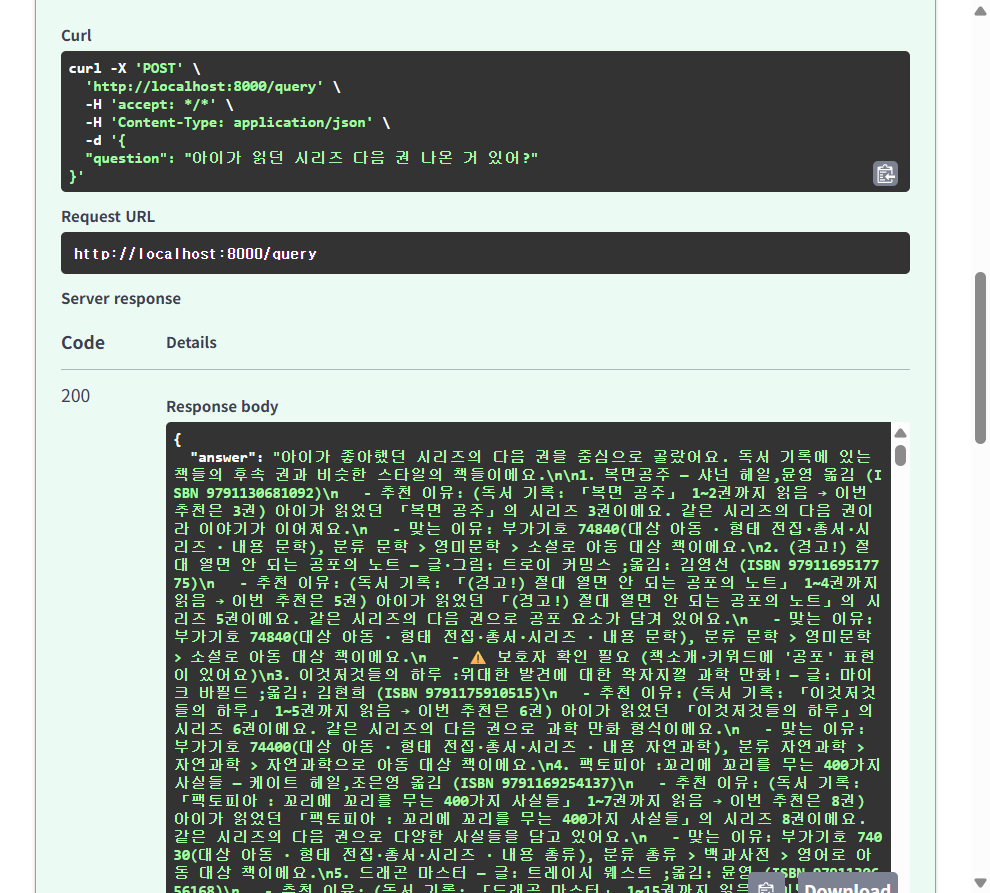 Curl
curl -X 'POST' \
'http://localhost:8000/query' \
-H 'accept: */*' \
-H 'Content-Type: application/json' \
-d '{
"question": "아이가 읽던 시리즈 다음 권 나온 거 있어?"
}'
Request URL
http://localhost:8000/query
Server response
Code
Details
200
Response body
{
"answer": "아이가 좋아했던 시리즈의 다음 권을 중심으로 골랐어요. 독서 기록에 있는
책들의 후속 권과 비슷한 스타일의 책들이에요.\n\n1. 복면공주 — 섀넌 헤일,윤영 옮김 (I
SBN 9791130681092)\n   - 추천 이유: (독서 기록: 「복면 공주」 1~2권까지 읽음 → 이번
추천은 3권) 아이가 읽었던 「복면 공주」의 시리즈 3권이에요. 같은 시리즈의 다음 권이
라 이야기가 이어져요.\n   - 맞는 이유: 부가기호 74840(대상 아동 · 형태 전집·총서·시
리즈 · 내용 문학), 분류 문학 > 영미문학 > 소설로 아동 대상 책이에요.\n2. (경고!) 절
대 열면 안 되는 공포의 노트 — 글·그림: 트로이 커밍스 ;옮김: 김영선 (ISBN 97911695177
75)\n   - 추천 이유: (독서 기록: 「(경고!) 절대 열면 안 되는 공포의 노트」 1~4권까지
읽음 → 이번 추천은 5권) 아이가 읽었던 「(경고!) 절대 열면 안 되는 공포의 노트」의 시
리즈 5권이에요. 같은 시리즈의 다음 권으로 공포 요소가 담겨 있어요.\n   - 맞는 이유:
부가기호 74840(대상 아동 · 형태 전집·총서·시리즈 · 내용 문학), 분류 문학 > 영미문학
> 소설로 아동 대상 책이에요.\n   - ⚠ 보호자 확인 필요 (책소개·키워드에 '공포' 표현
이 있어요)\n3. 이것저것들의 하루 :위대한 발견에 대한 왁자지껄 과학 만화! — 글: 마이
크 바필드 ;옮김: 김현희 (ISBN 9791175910515)\n   - 추천 이유: (독서 기록: 「이것저것
들의 하루」 1~5권까지 읽음 → 이번 추천은 6권) 아이가 읽었던 「이것저것들의 하루」의
시리즈 6권이에요. 같은 시리즈의 다음 권으로 과학 만화 형식이에요.\n   - 맞는 이유:
부가기호 74400(대상 아동 · 형태 전집·총서·시리즈 · 내용 자연과학), 분류 자연과학 >
자연과학 > 자연과학으로 아동 대상 책이에요.\n4. 팩토피아 :꼬리에 꼬리를 무는 400가지
사실들 — 케이트 헤일,조은영 옮김 (ISBN 9791169254137)\n   - 추천 이유: (독서 기록:
「팩토피아 : 꼬리에 꼬리를 무는 400가지 사실들」 1~7권까지 읽음 → 이번 추천은 8권)
아이가 읽었던 「팩토피아 : 꼬리에 꼬리를 무는 400가지 사실들」의 시리즈 8권이에요.
같은 시리즈의 다음 권으로 다양한 사실들을 담고 있어요.\n   - 맞는 이유: 부가기호 740
30(대상 아동 · 형태 전집·총서·시리즈 · 내용 총류), 분류 총류 > 백과사전 > 영어로 아
동 대상 책이에요.\n5. 드래곤 마스터 — 글: 트레이시 웨스트 ;옮김: 윤영
56168)\n   - 추천 이유: (독서 기록: 「드래곤 마스터」 1~15권까지 읽음
Download